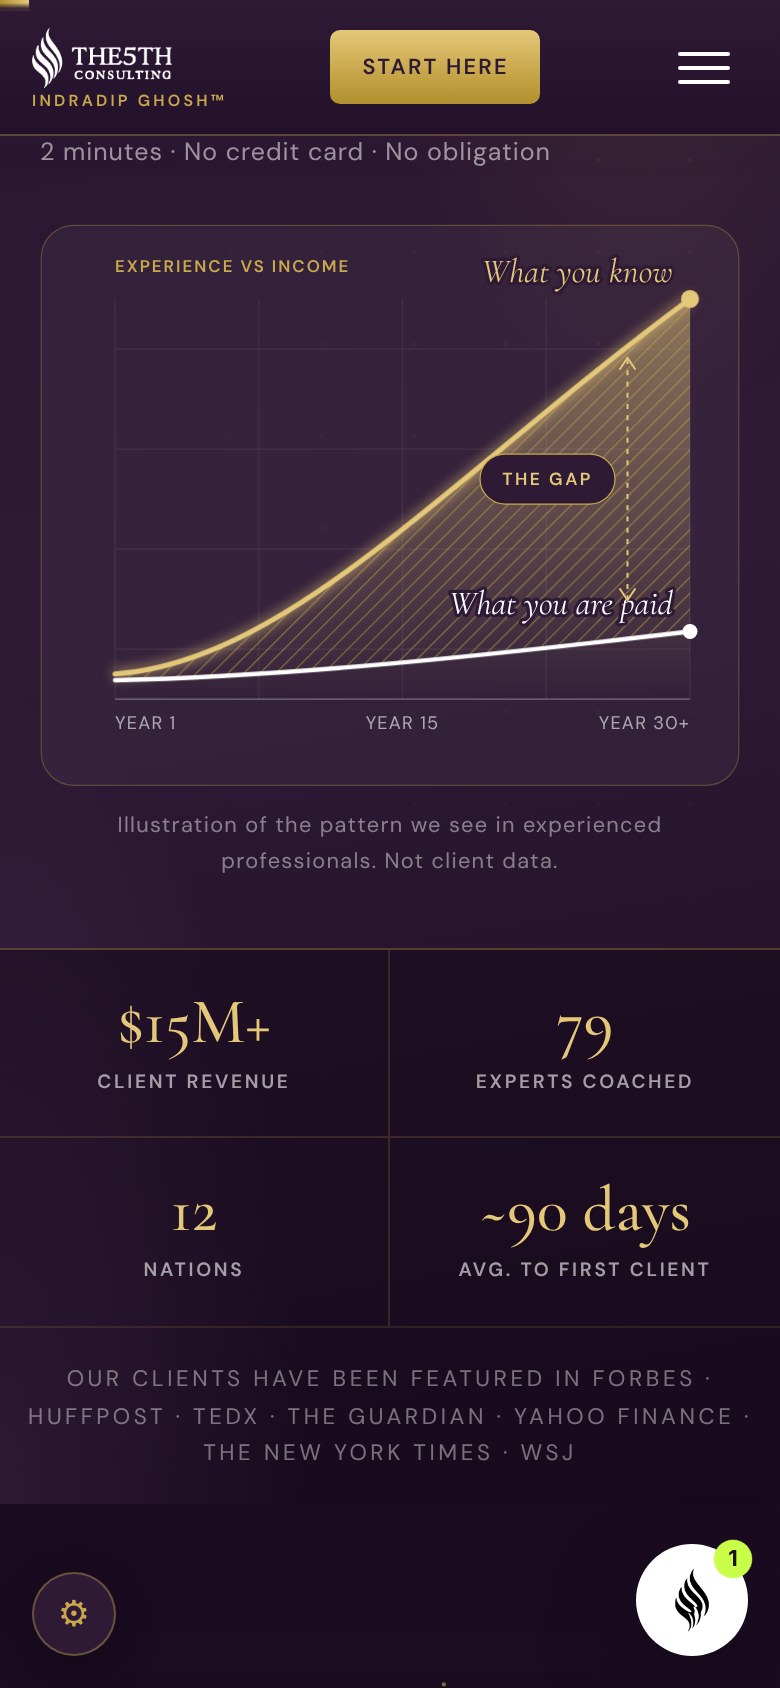 THE5TH
CONSULTING
INDRADIP GHOSH™
START HERE
2 minutes · No credit card · No obligation
EXPERIENCE VS INCOME
What you know
THE GAP
What you are paid
YEAR 1
YEAR 15
YEAR 30+
Illustration of the pattern we see in experienced
professionals. Not client data.
$15M+
CLIENT REVENUE
79
EXPERTS COACHED
12
NATIONS
~90 days
AVG. TO FIRST CLIENT
OUR CLIENTS HAVE BEEN FEATURED IN FORBES ·
HUFFPOST · TEDX · THE GUARDIAN · YAHOO FINANCE ·
THE NEW YORK TIMES · WSJ
1